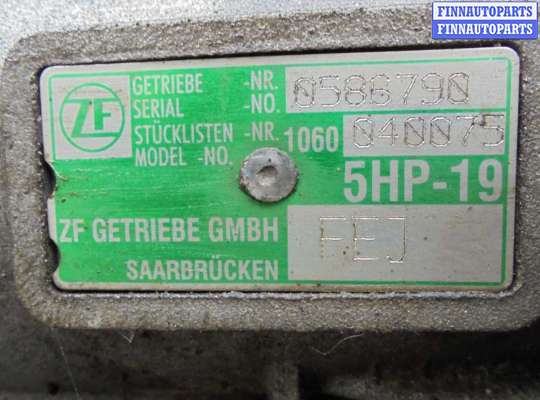 FINNAUTOPARTS
FINNAUTOPARTS
ZF
GETRIEBE -NR. 0586790
SERIAL -NO.
STÜCKLISTEN -NR. 1060 040075
MODEL -NO.
5HP-19
ZF GETRIEBE GMBH FEJ
SAARBRÜCKEN